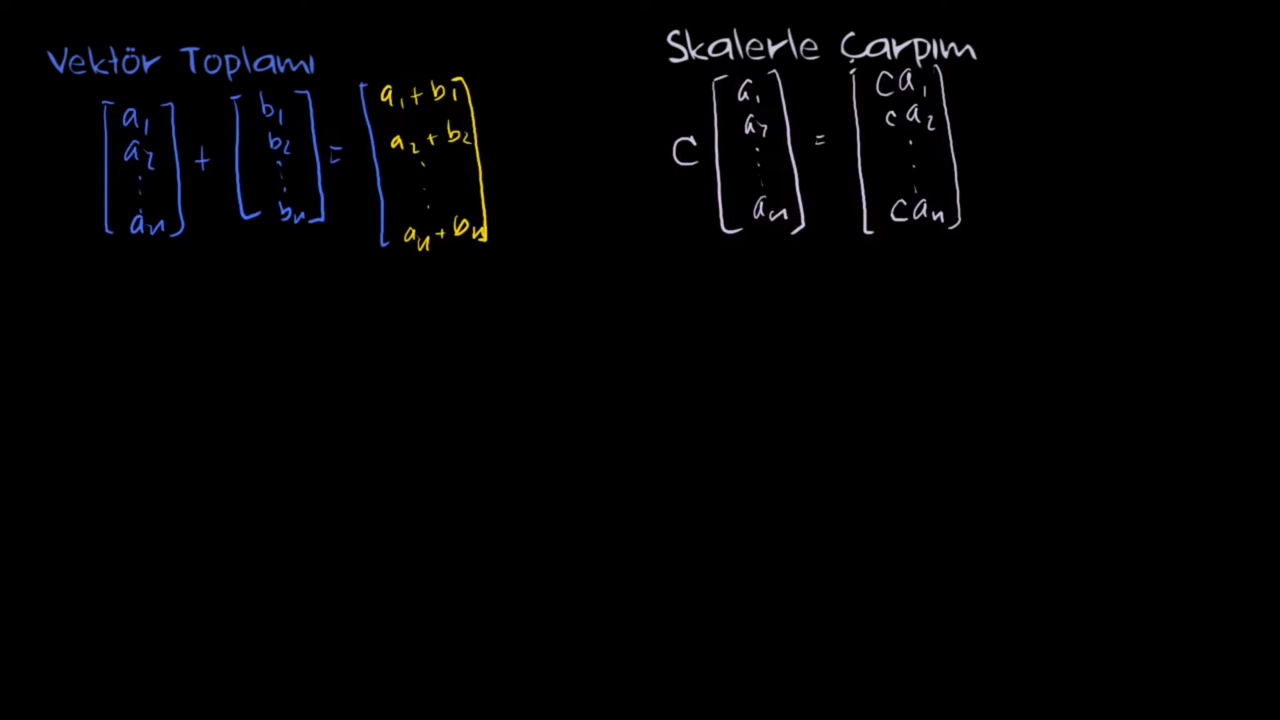 Vektör Toplamı
[a₁ a₂ ⋮ aₙ] + [b₁ b₂ ⋮ bₙ] = [a₁ + b₁ a₂ + b₂ ⋮ aₙ + bₙ]
Skalerle Çarpım
C [a₁ a₂ ⋮ aₙ] = [ca₁ ca₂ ⋮ caₙ]